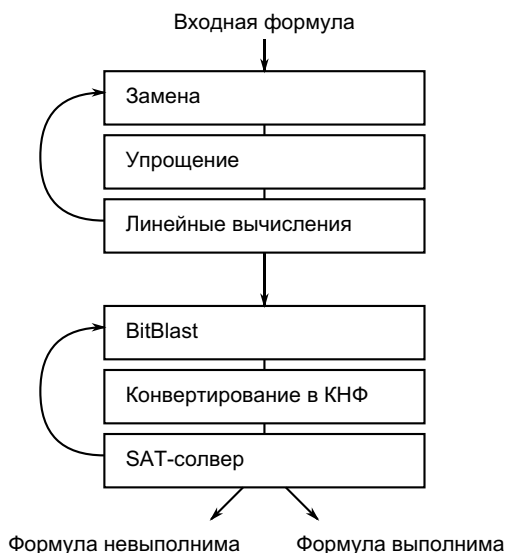 Входная формула
Замена
Упрощение
Линейные вычисления
BitBlast
Конвертирование в КНФ
SAT-солвер
Формула невыполнима
Формула выполнима